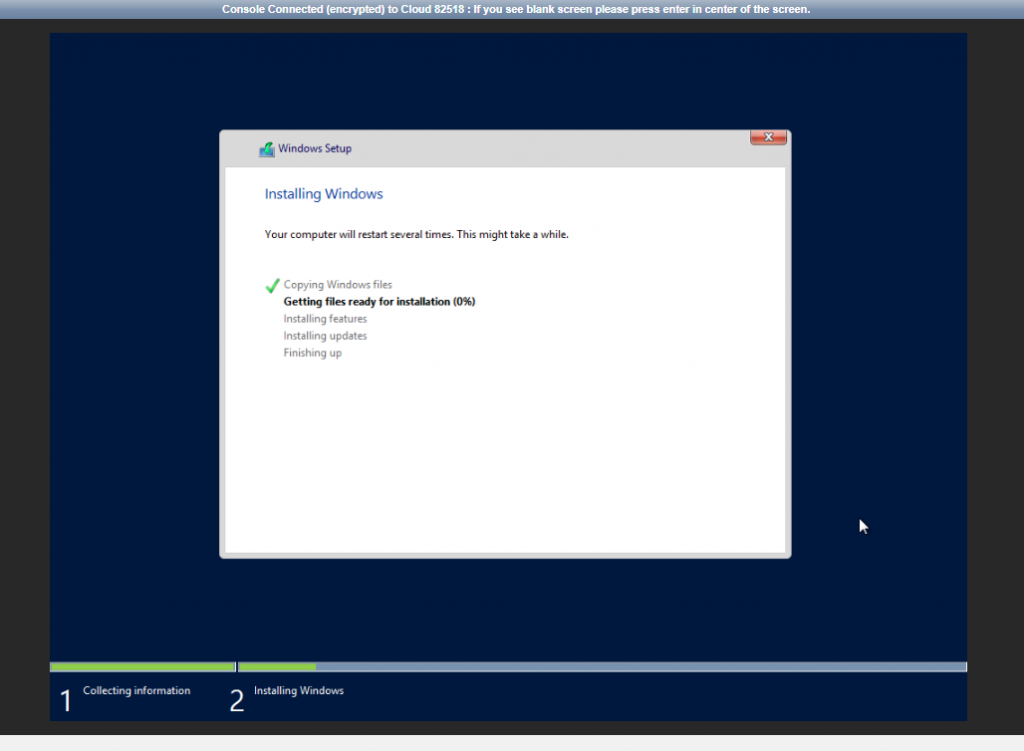 Console Connected (encrypted) to Cloud 82518 : If you see blank screen please press enter in center of the screen.
Windows Setup
Installing Windows
Your computer will restart several times. This might take a while.
Copying Windows files
Getting files ready for installation (0%)
Installing features
Installing updates
Finishing up
1 Collecting information
2 Installing Windows